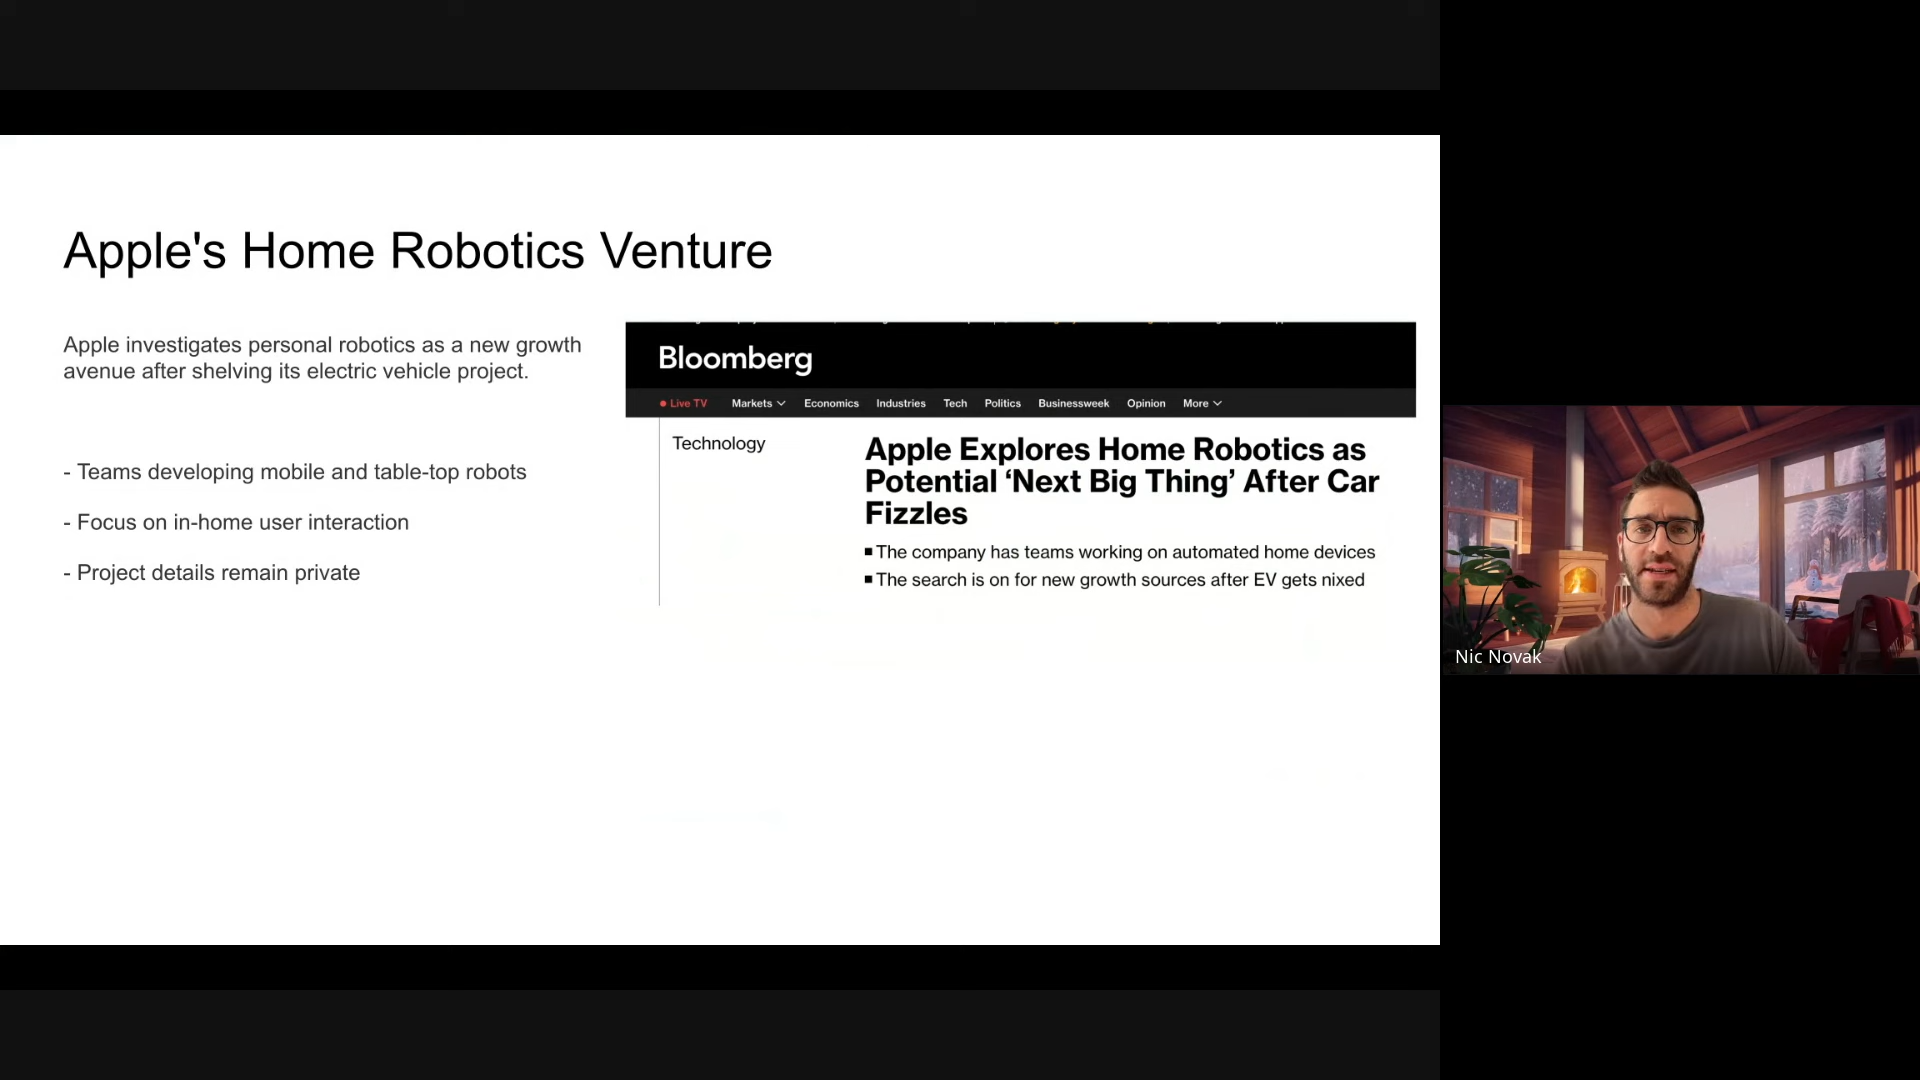 Apple's Home Robotics Venture
Apple investigates personal robotics as a new growth
avenue after shelving its electric vehicle project.
- Teams developing mobile and table-top robots
- Focus on in-home user interaction
- Project details remain private
Bloomberg
Live TV Markets Economics Industries Tech Politics Businessweek Opinion More
Technology
Apple Explores Home Robotics as
Potential ‘Next Big Thing’ After Car
Fizzles
■ The company has teams working on automated home devices
■ The search is on for new growth sources after EV gets nixed
Nic Novak